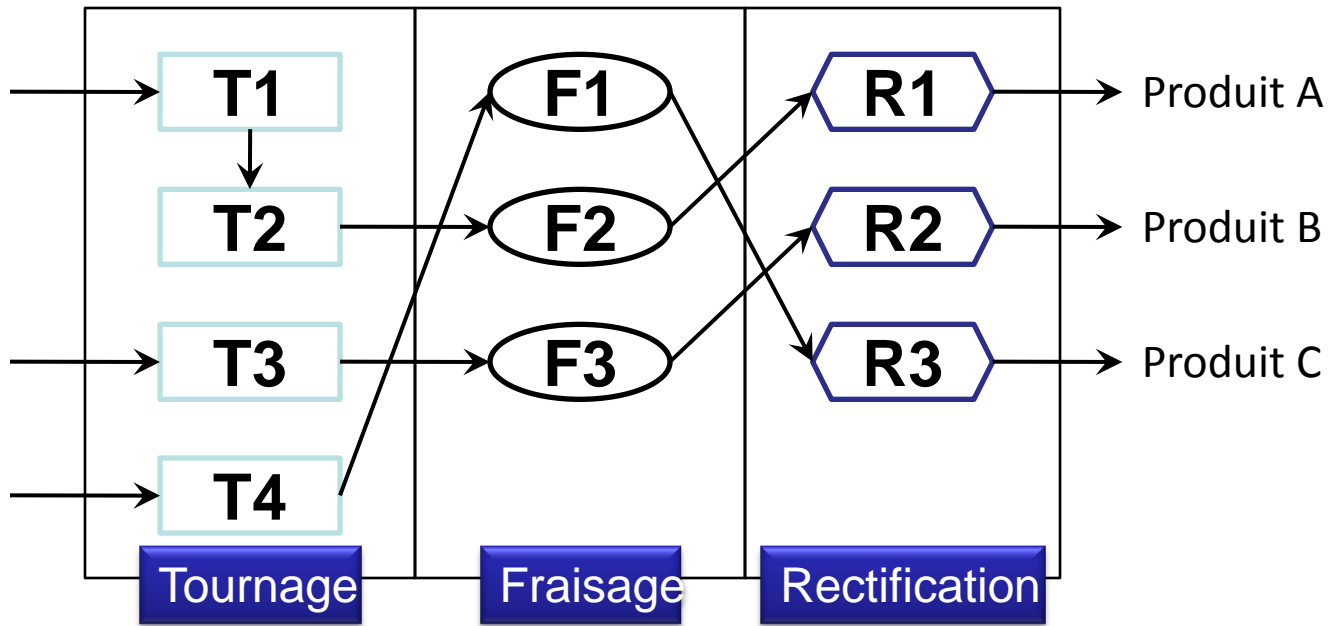 T1 F1 R1 Produit A
T2 F2 R2 Produit B
T3 F3 R3 Produit C
T4
Tournage Fraisage Rectification